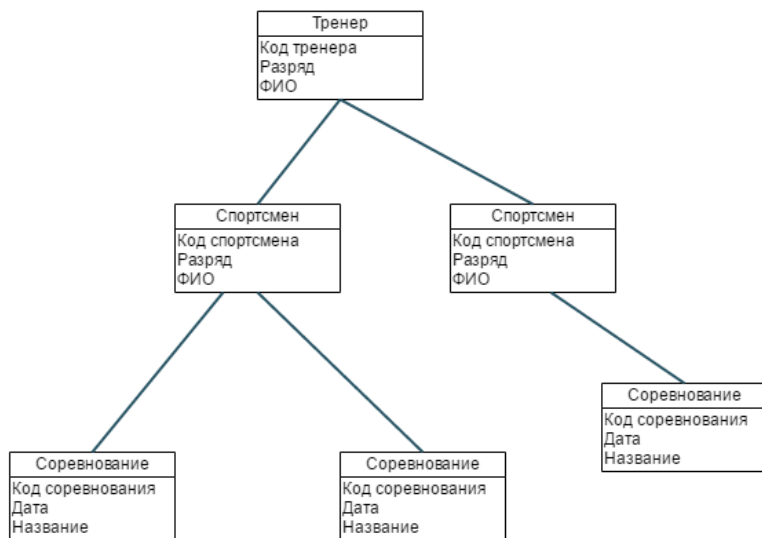 Тренер
Код тренера
Разряд
ФИО
Спортсмен
Код спортсмена
Разряд
ФИО
Спортсмен
Код спортсмена
Разряд
ФИО
Соревнование
Код соревнования
Дата
Название
Соревнование
Код соревнования
Дата
Название
Соревнование
Код соревнования
Дата
Название